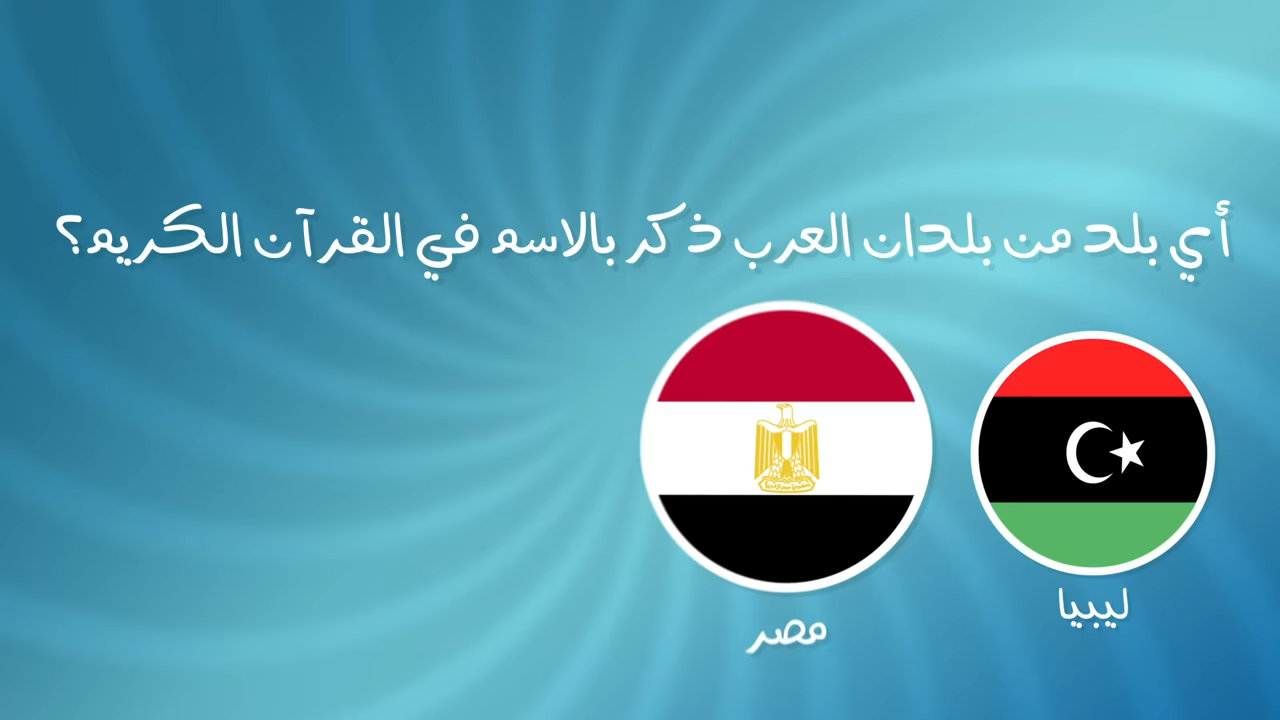 أي بلد من بلدان العرب ذكر بالاسم في القرآن الكريم؟
ليبيا
مصر